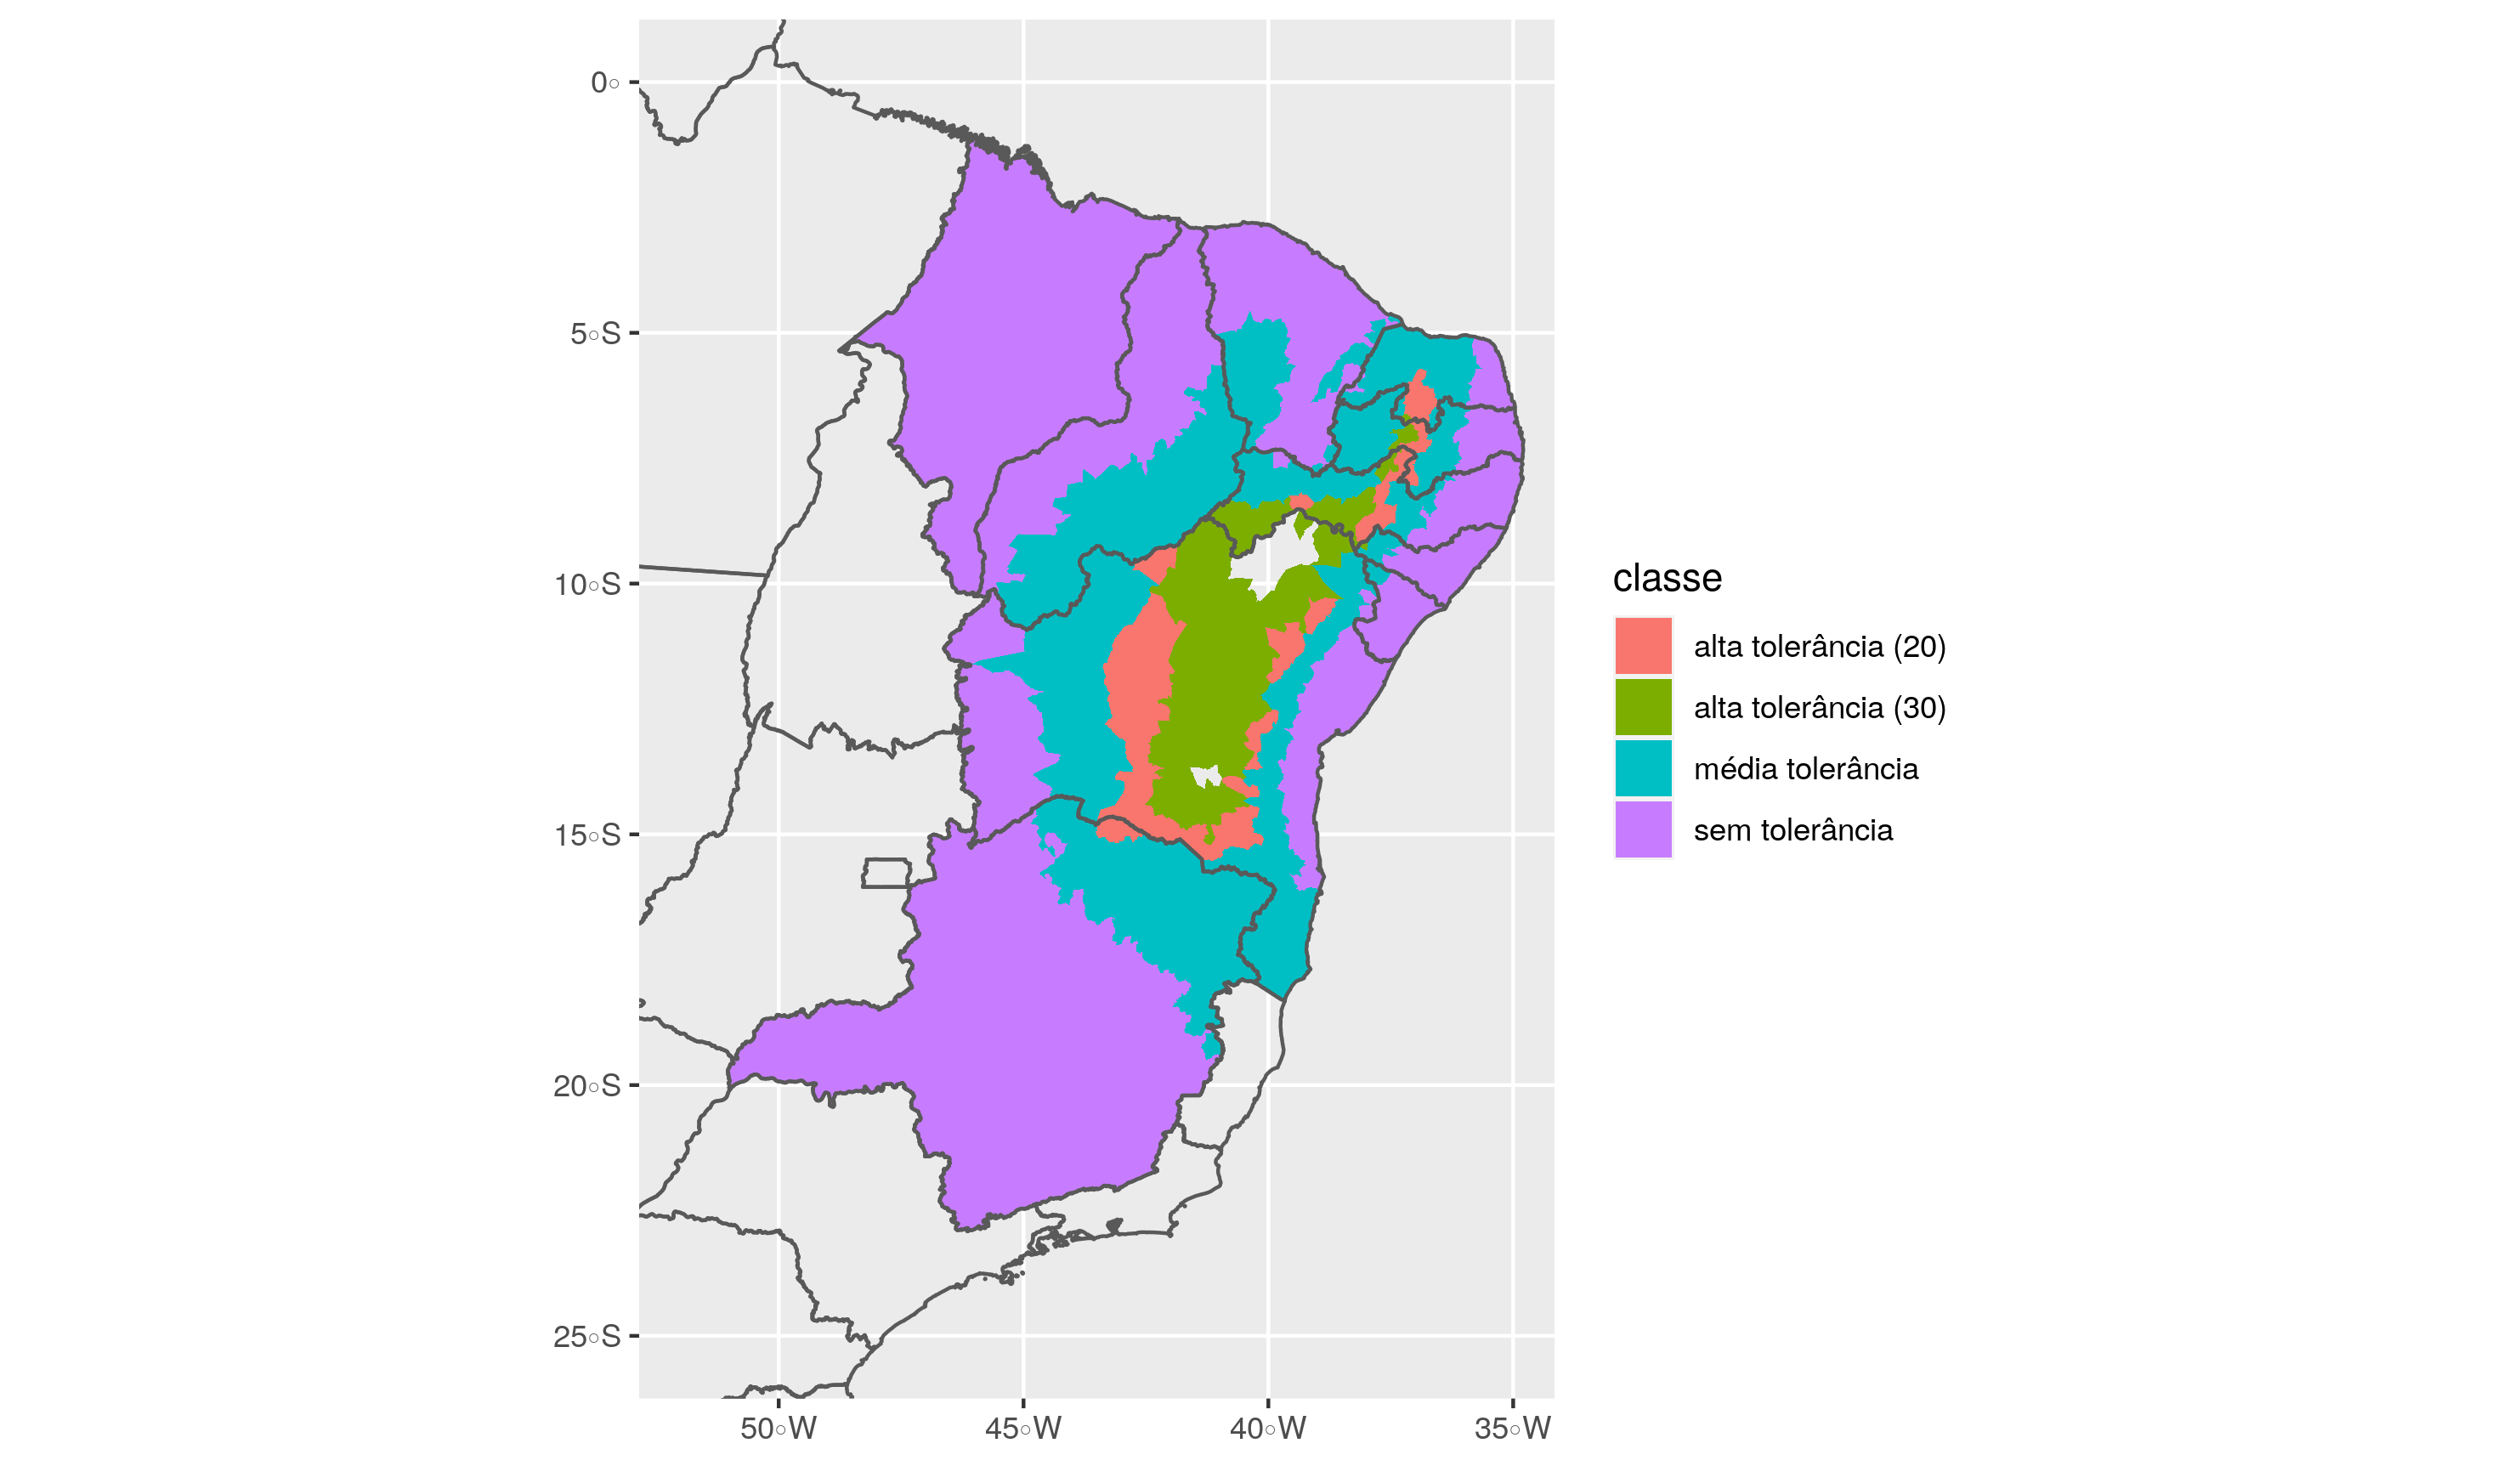 0◦
5◦S
10◦S
15◦S
20◦S
25◦S
50◦W
45◦W
40◦W
35◦W
classe
alta tolerância (20)
alta tolerância (30)
média tolerância
sem tolerância